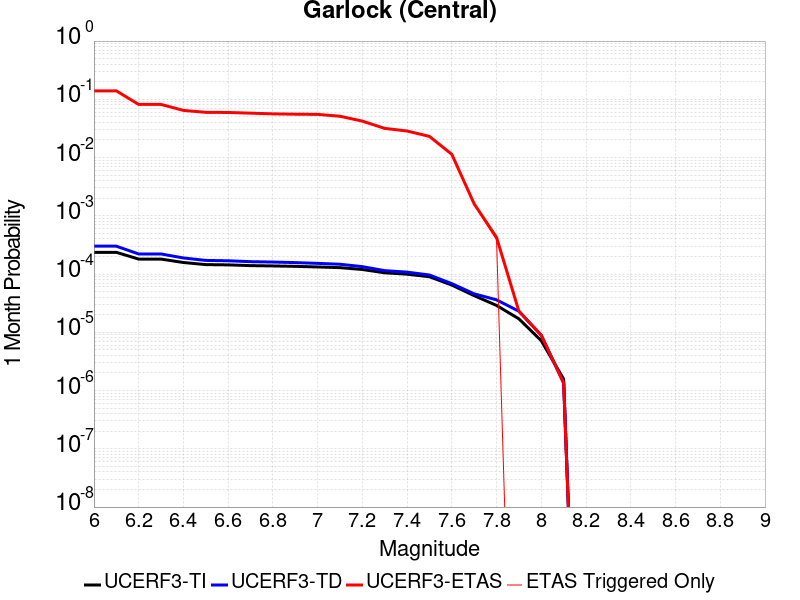 Garlock (Central)
10^0
10^-1
10^-2
10^-3
10^-4
10^-5
10^-6
10^-7
10^-8
1 Month Probability
6 6.2 6.4 6.6 6.8 7 7.2 7.4 7.6 7.8 8 8.2 8.4 8.6 8.8 9
Magnitude
UCERF3-TI UCERF3-TD UCERF3-ETAS ETAS Triggered Only